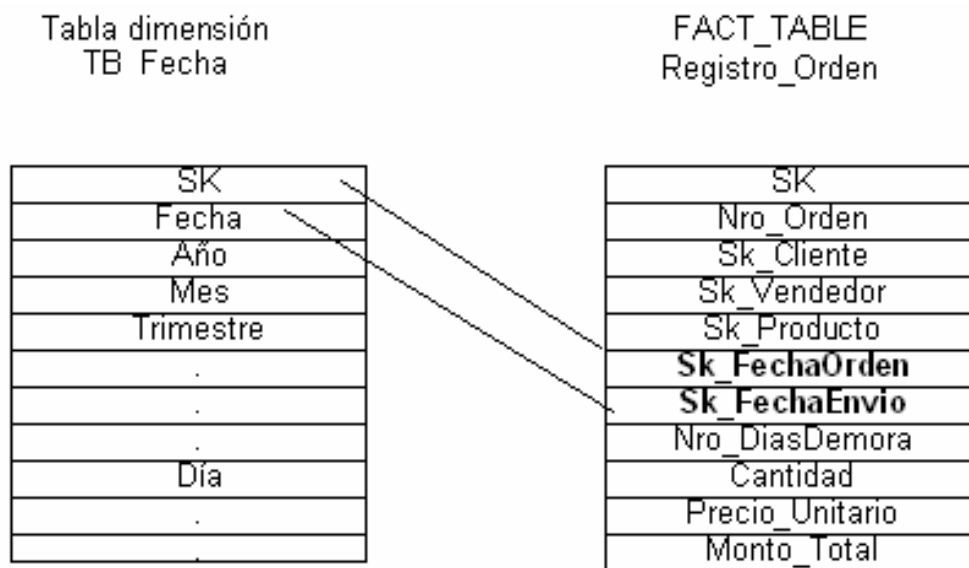 Tabla dimensión
TB Fecha
SK
Fecha
Año
Mes
Trimestre
.
.
.
Día
.
.
FACT_TABLE
Registro_Orden
SK
Nro_Orden
Sk_Cliente
Sk_Vendedor
Sk_Producto
Sk_FechaOrden
Sk_FechaEnvio
Nro_DiasDemora
Cantidad
Precio_Unitario
Monto_Total